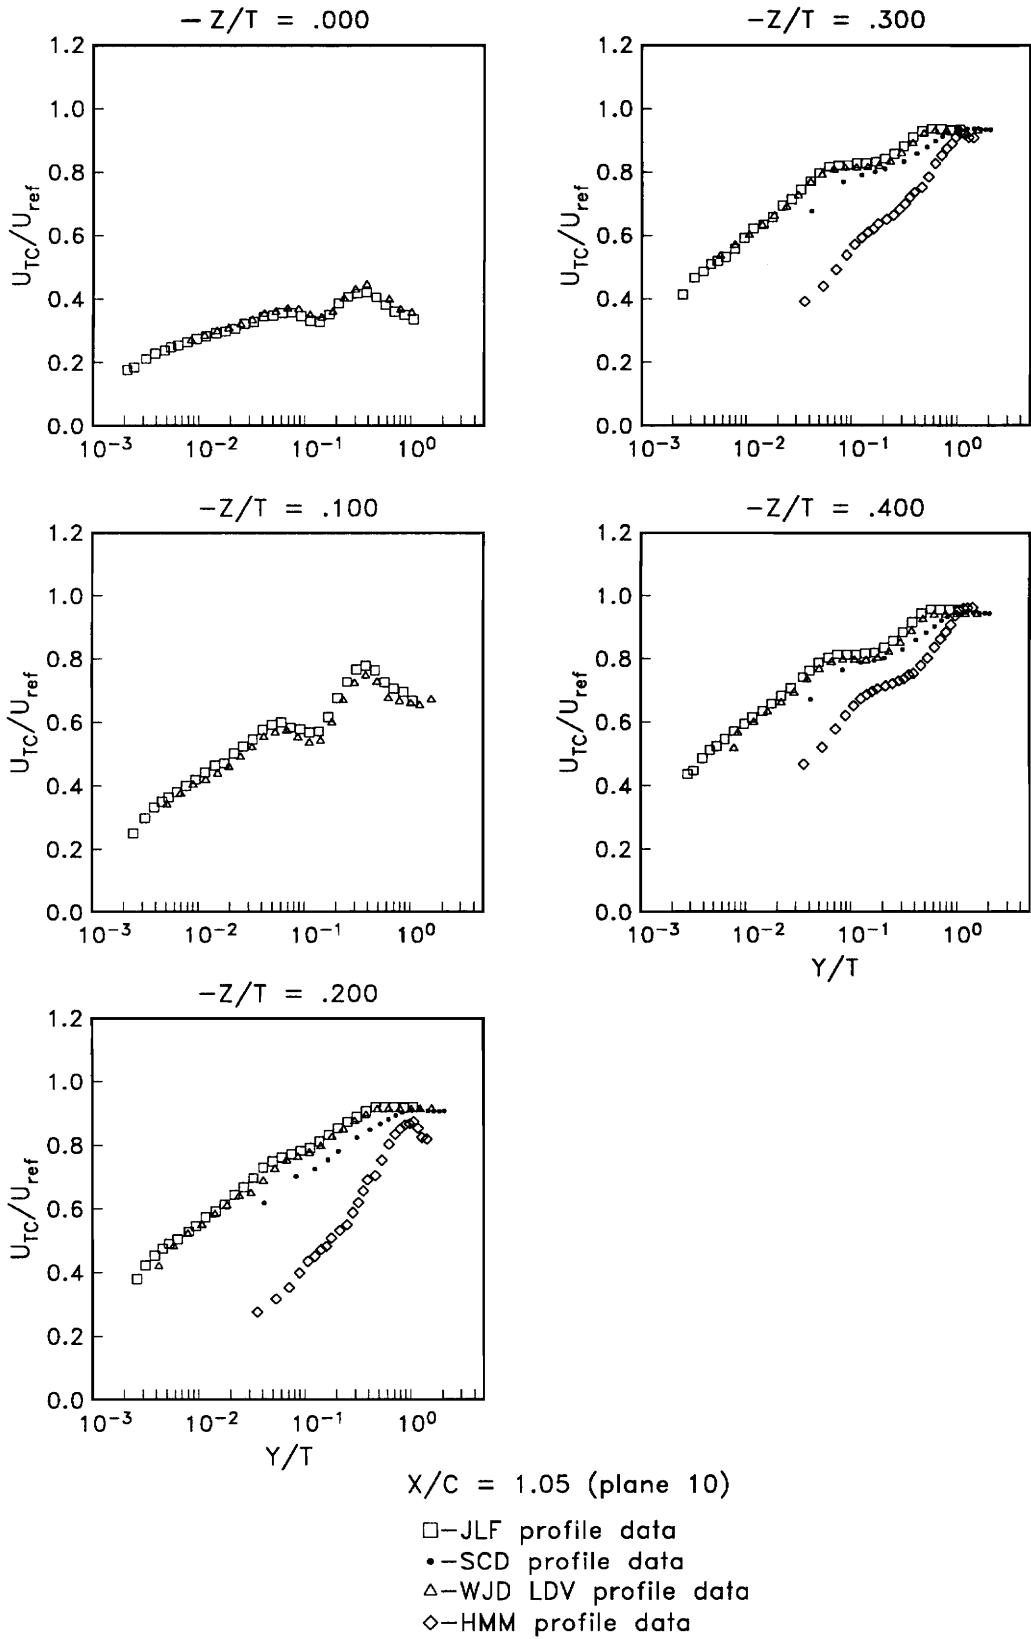 − Z/T = .000
1.2
1.0
0.8
0.6
0.4
0.2
0.0
U_TC/U_ref
10^-3 10^-2 10^-1 10^0
-Z/T = .300
1.2
1.0
0.8
0.6
0.4
0.2
0.0
U_TC/U_ref
10^-3 10^-2 10^-1 10^0
-Z/T = .100
1.2
1.0
0.8
0.6
0.4
0.2
0.0
U_TC/U_ref
10^-3 10^-2 10^-1 10^0
-Z/T = .400
1.2
1.0
0.8
0.6
0.4
0.2
0.0
U_TC/U_ref
10^-3 10^-2 10^-1 10^0
Y/T
-Z/T = .200
1.2
1.0
0.8
0.6
0.4
0.2
0.0
U_TC/U_ref
10^-3 10^-2 10^-1 10^0
Y/T
X/C = 1.05 (plane 10)
□−JLF profile data
•−SCD profile data
△−WJD LDV profile data
◇−HMM profile data